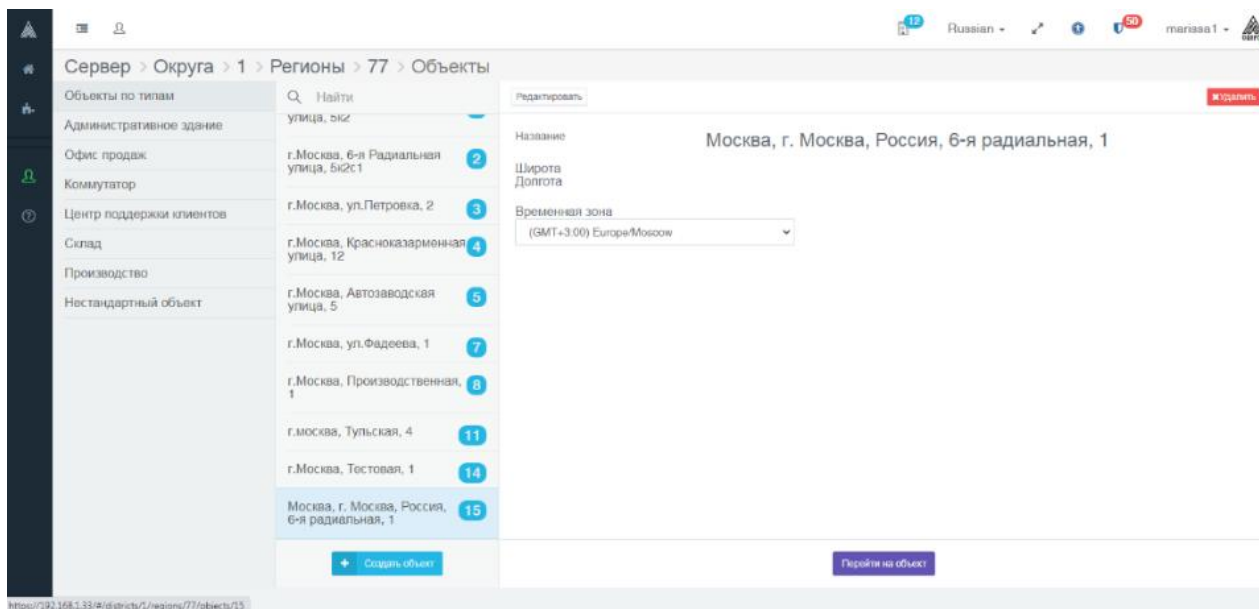 12
Russian
50
marissa1
Сервер > Округа > 1 > Регионы > 77 > Объекты
Объекты по типам
Административное здание
Офис продаж
Коммутатор
Центр поддержки клиентов
Склад
Производство
Нестандартный объект
Найти
улица, 5к2
г.Москва, 6-я Радиальная
улица, 5к2с1
2
г.Москва, ул.Петровка, 2
3
г.Москва, Красноказарменная
улица, 12
4
г.Москва, Автозаводская
улица, 5
5
г.Москва, ул.Фадеева, 1
7
г.Москва, Производственная,
1
8
г.москва, Тульская, 4
11
г.Москва, Тестовая, 1
14
Москва, г. Москва, Россия,
6-я радиальная, 1
15
+ Создать объект
Редактировать
Удалить
Название
Москва, г. Москва, Россия, 6-я радиальная, 1
Широта
Долгота
Временная зона
(GMT+3:00) Europe/Moscow
Перейти на объект
https://192.168.1.33/#/districts/1/regions/77/objects/15